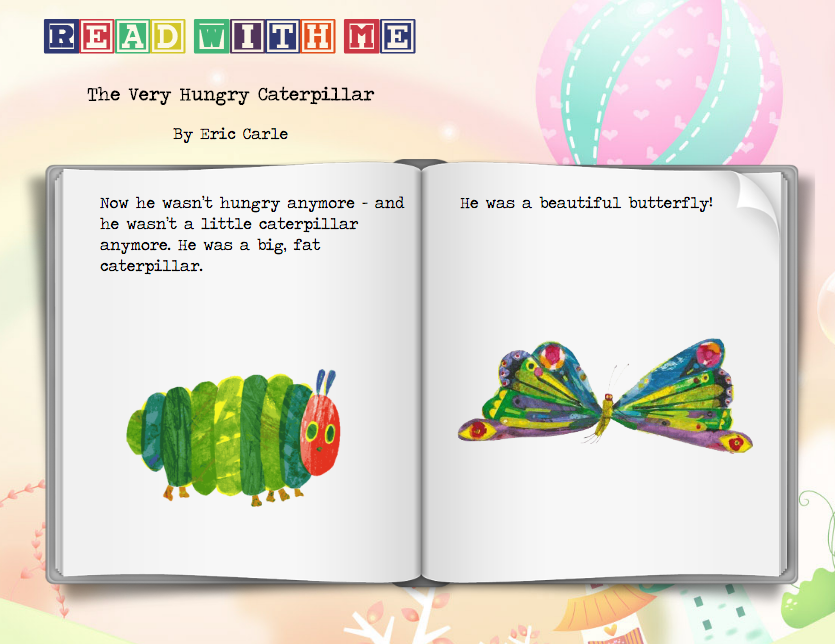 READ WITH ME
The Very Hungry Caterpillar
By Eric Carle
Now he wasn't hungry anymore - and
he wasn't a little caterpillar
anymore. He was a big, fat
caterpillar.
He was a beautiful butterfly!